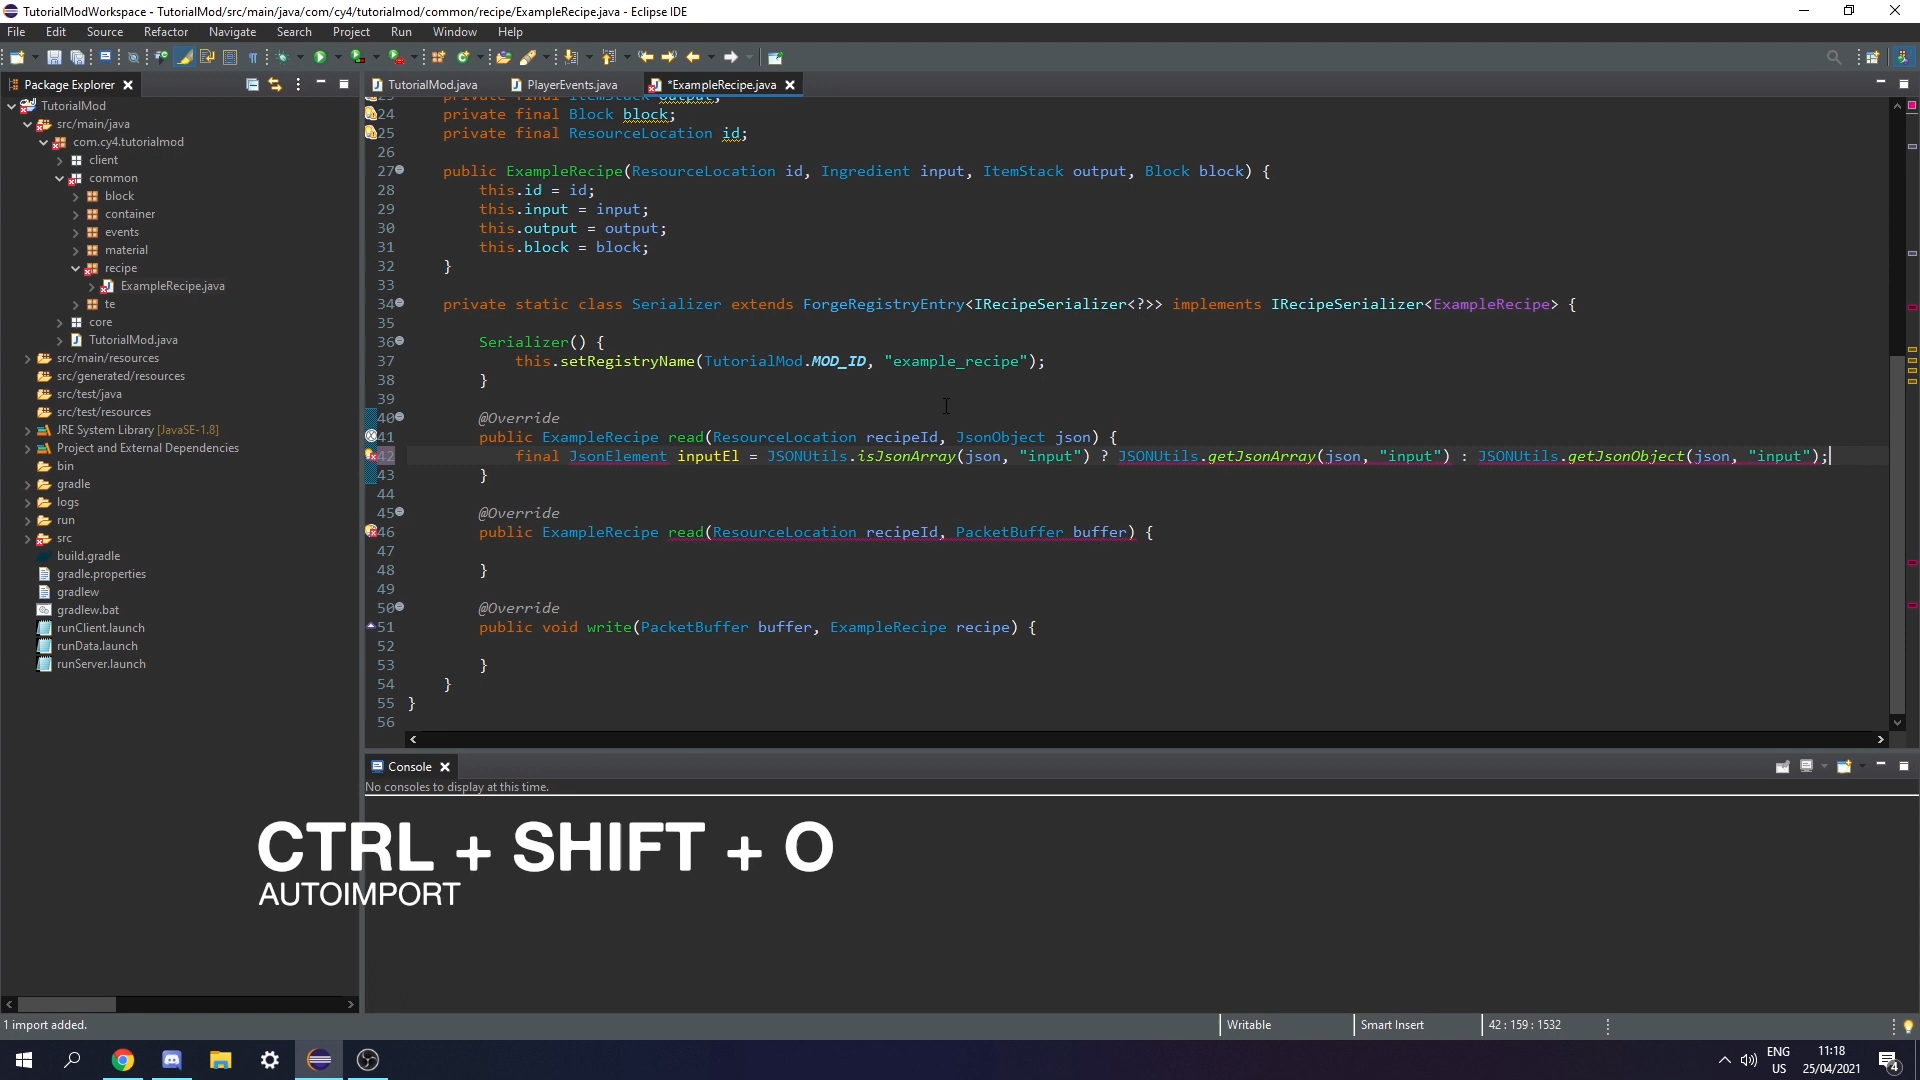 TutorialModWorkspace - TutorialMod/src/main/java/com/cy4/tutorialmod/common/recipe/ExampleRecipe.java - Eclipse IDE
File Edit Source Refactor Navigate Search Project Run Window Help
Package Explorer
TutorialMod
src/main/java
com.cy4.tutorialmod
client
common
block
container
events
material
recipe
ExampleRecipe.java
te
core
TutorialMod.java
src/main/resources
src/generated/resources
src/test/java
src/test/resources
JRE System Library [JavaSE-1.8]
Project and External Dependencies
bin
gradle
logs
run
src
build.gradle
gradle.properties
gradlew
gradlew.bat
runClient.launch
runData.launch
runServer.launch
TutorialMod.java PlayerEvents.java *ExampleRecipe.java
23 private final ItemStack output;
24 private final Block block;
25 private final ResourceLocation id;
26
27 public ExampleRecipe(ResourceLocation id, Ingredient input, ItemStack output, Block block) {
28 this.id = id;
29 this.input = input;
30 this.output = output;
31 this.block = block;
32 }
33
34 private static class Serializer extends ForgeRegistryEntry<IRecipeSerializer<?>> implements IRecipeSerializer<ExampleRecipe> {
35
36 Serializer() {
37 this.setRegistryName(TutorialMod.MOD_ID, "example_recipe");
38 }
39
40 @Override
41 public ExampleRecipe read(ResourceLocation recipeId, JsonObject json) {
42 final JsonElement inputEl = JSONUtils.isJsonArray(json, "input") ? JSONUtils.getJsonArray(json, "input") : JSONUtils.getJsonObject(json, "input");
43 }
44
45 @Override
46 public ExampleRecipe read(ResourceLocation recipeId, PacketBuffer buffer) {
47
48 }
49
50 @Override
51 public void write(PacketBuffer buffer, ExampleRecipe recipe) {
52
53 }
54 }
55 }
56
Console
No consoles to display at this time.
CTRL + SHIFT + O
AUTOIMPORT
1 import added.
Writable Smart Insert 42 : 159 : 1532
ENG
US
11:18
25/04/2021
4